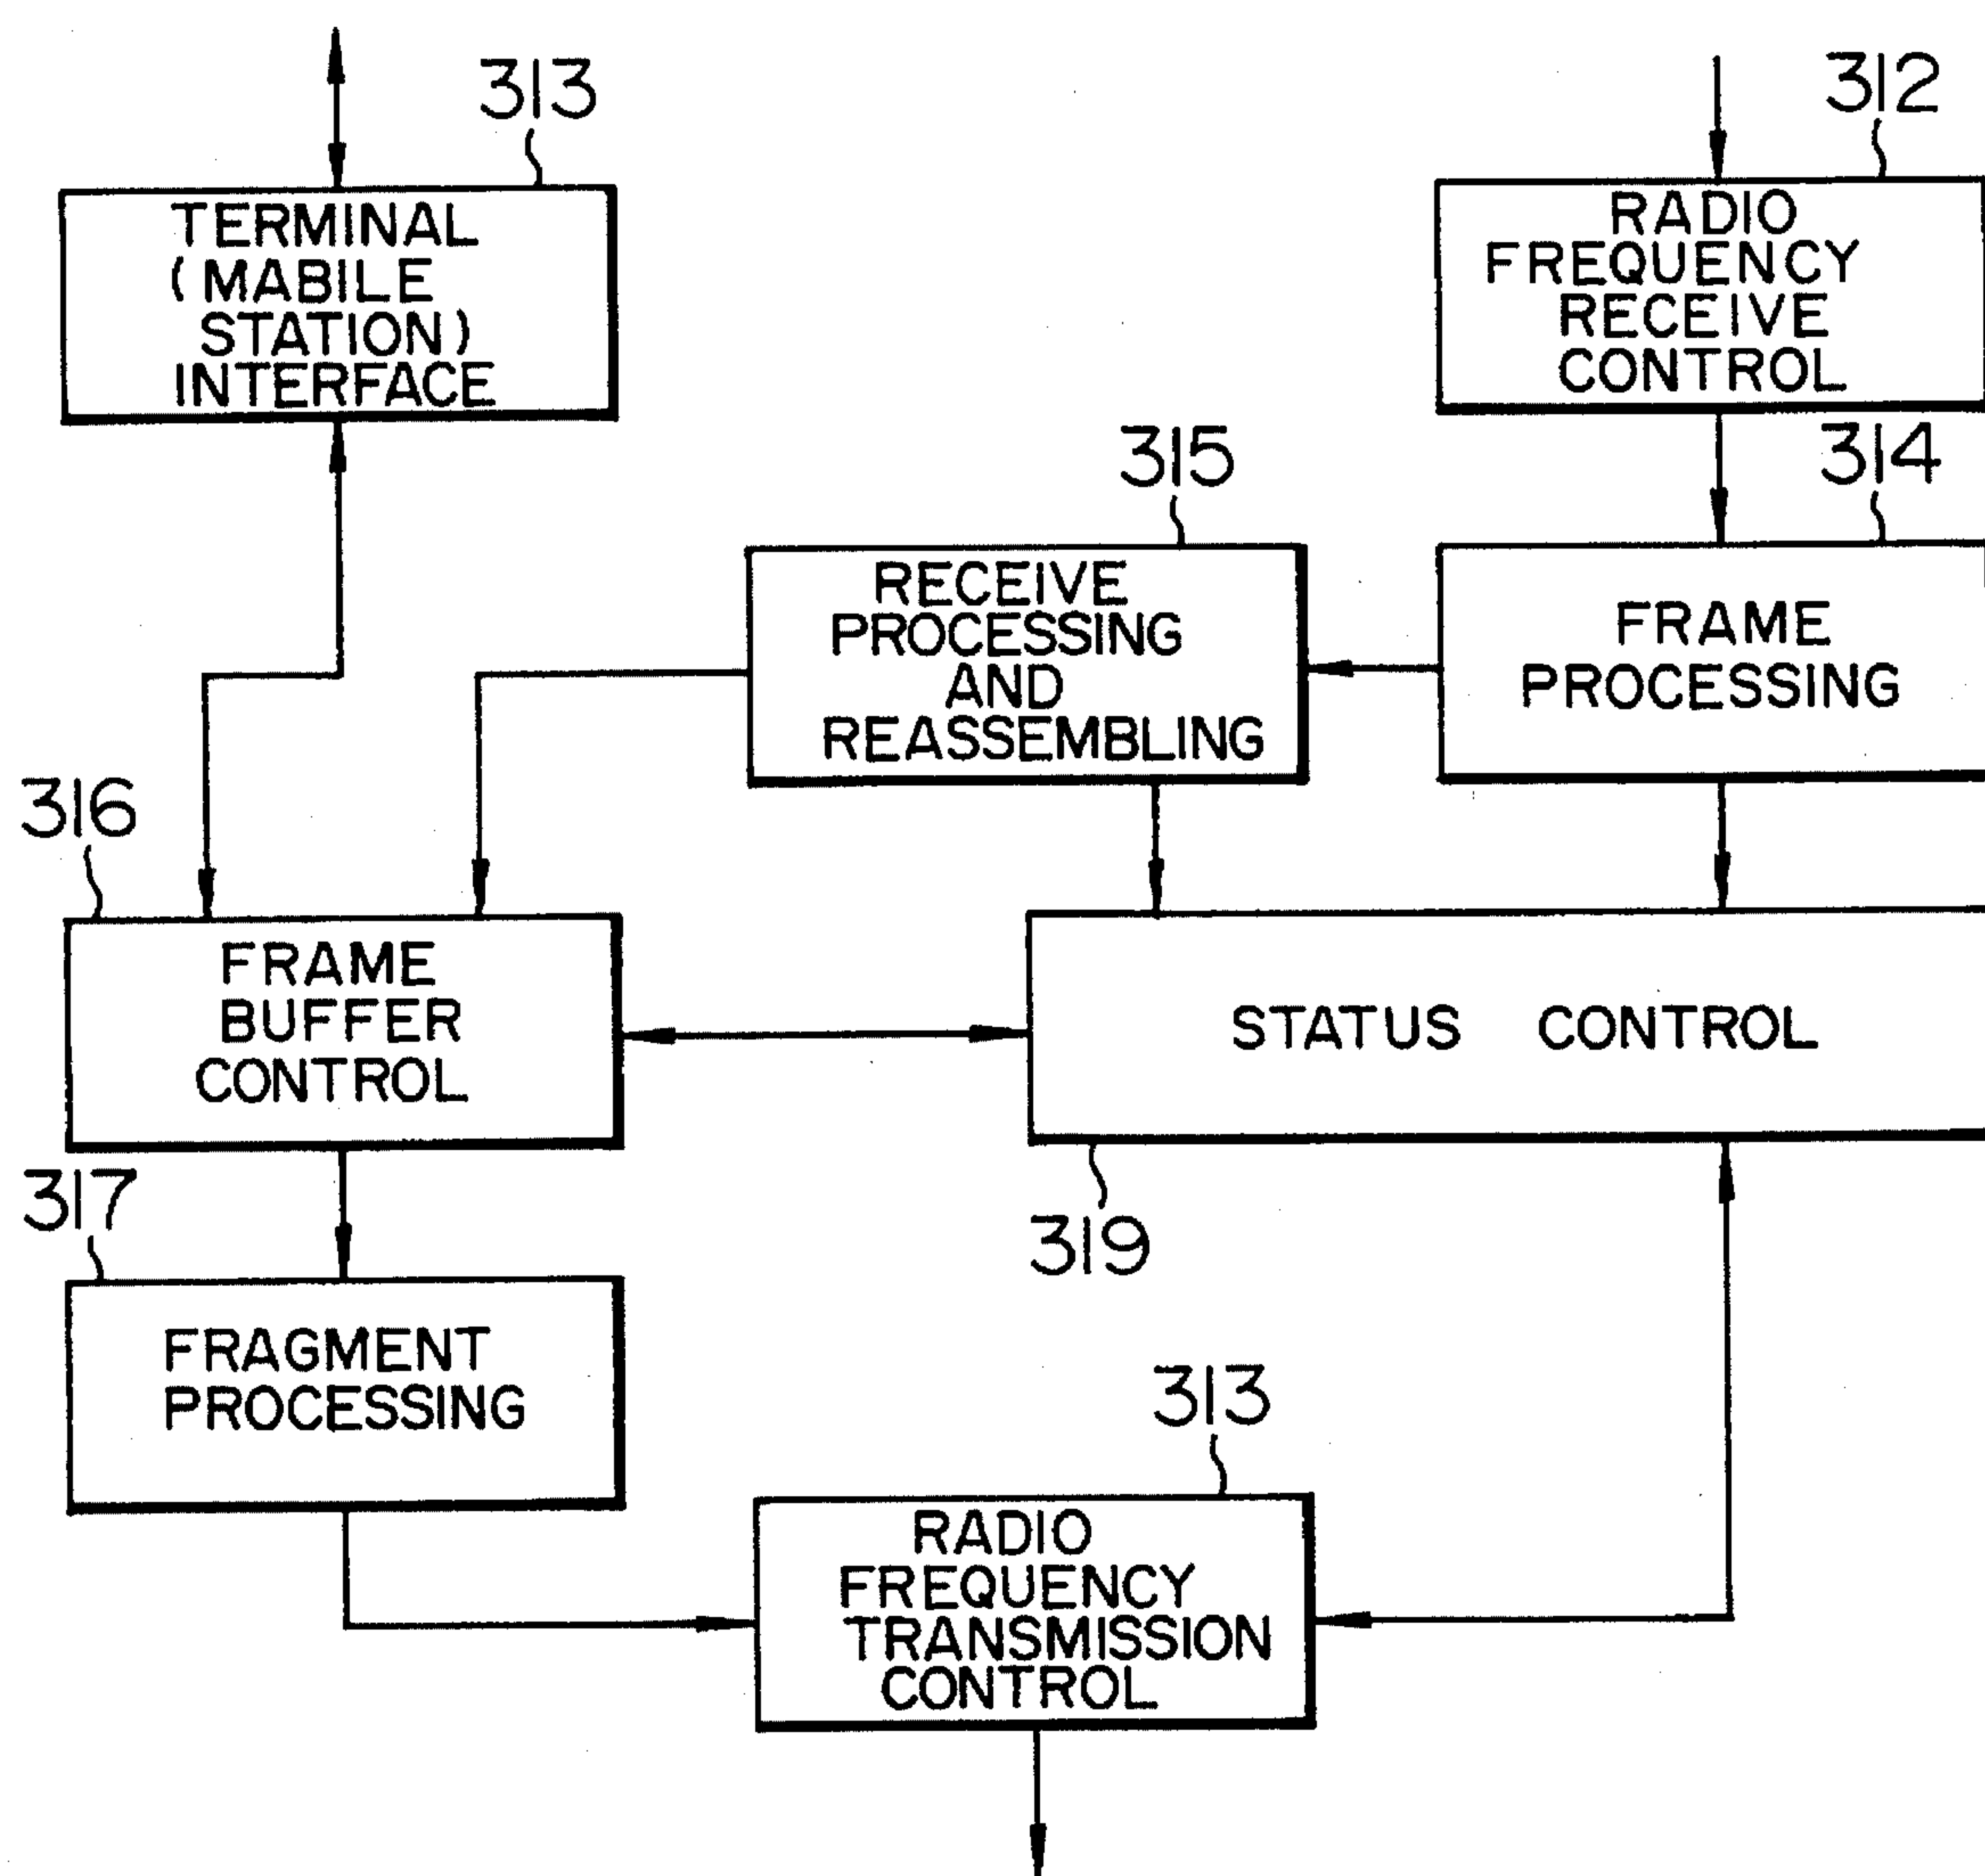 313
TERMINAL
(MABILE
STATION)
INTERFACE
312
RADIO
FREQUENCY
RECEIVE
CONTROL
315
RECEIVE
PROCESSING
AND
REASSEMBLING
314
FRAME
PROCESSING
316
FRAME
BUFFER
CONTROL
STATUS CONTROL
319
317
FRAGMENT
PROCESSING
313
RADIO
FREQUENCY
TRANSMISSION
CONTROL